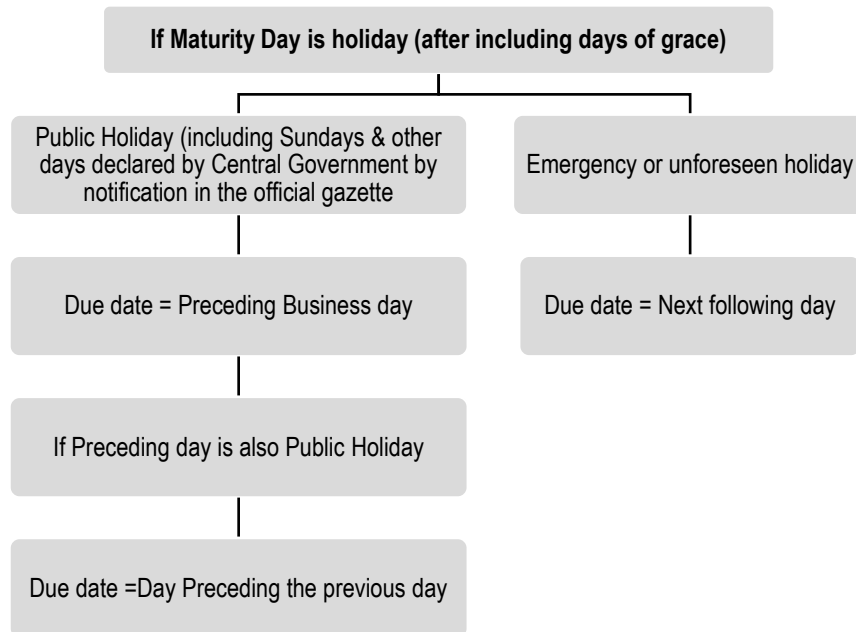 If Maturity Day is holiday (after including days of grace)
Public Holiday (including Sundays & other
days declared by Central Government by
notification in the official gazette
Due date = Preceding Business day
If Preceding day is also Public Holiday
Due date =Day Preceding the previous day
Emergency or unforeseen holiday
Due date = Next following day